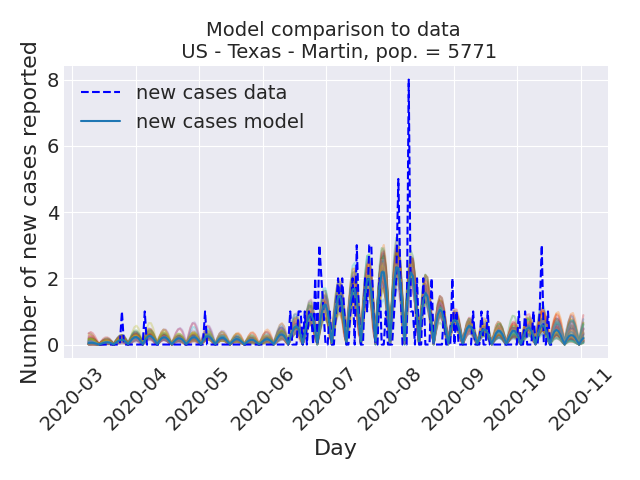 Model comparison to data
US - Texas - Martin, pop. = 5771
Number of new cases reported
8
6
4
2
0
new cases data
new cases model
2020-03
2020-04
2020-05
2020-06
2020-07
2020-08
2020-09
2020-10
2020-11
Day